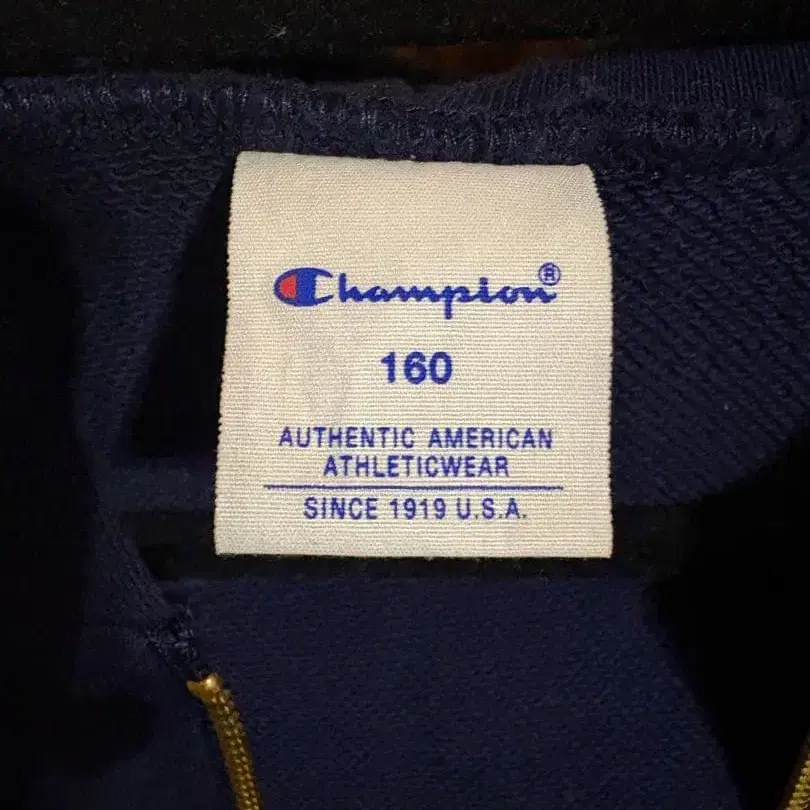 Champion®
160
AUTHENTIC AMERICAN
ATHLETICWEAR
SINCE 1919 U.S.A.